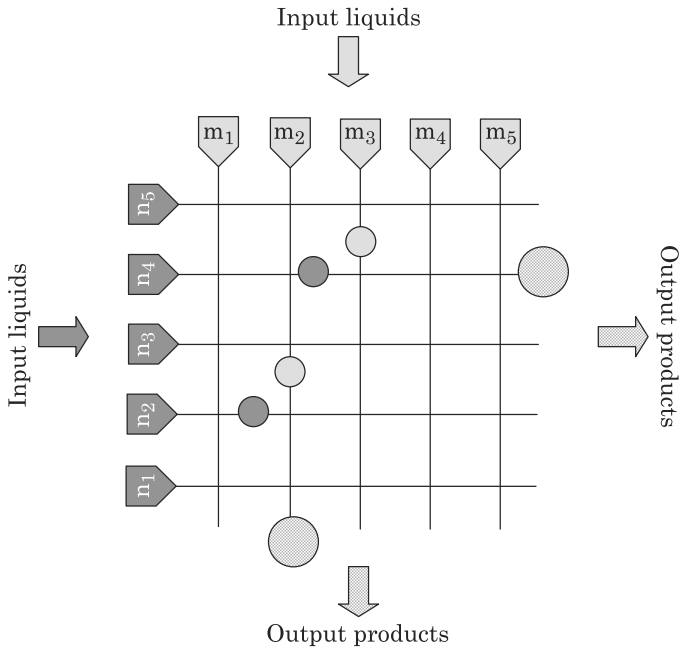 Input liquids
m1 m2 m3 m4 m5
n5
n4
n3
n2
n1
Input liquids
Output products
Output products